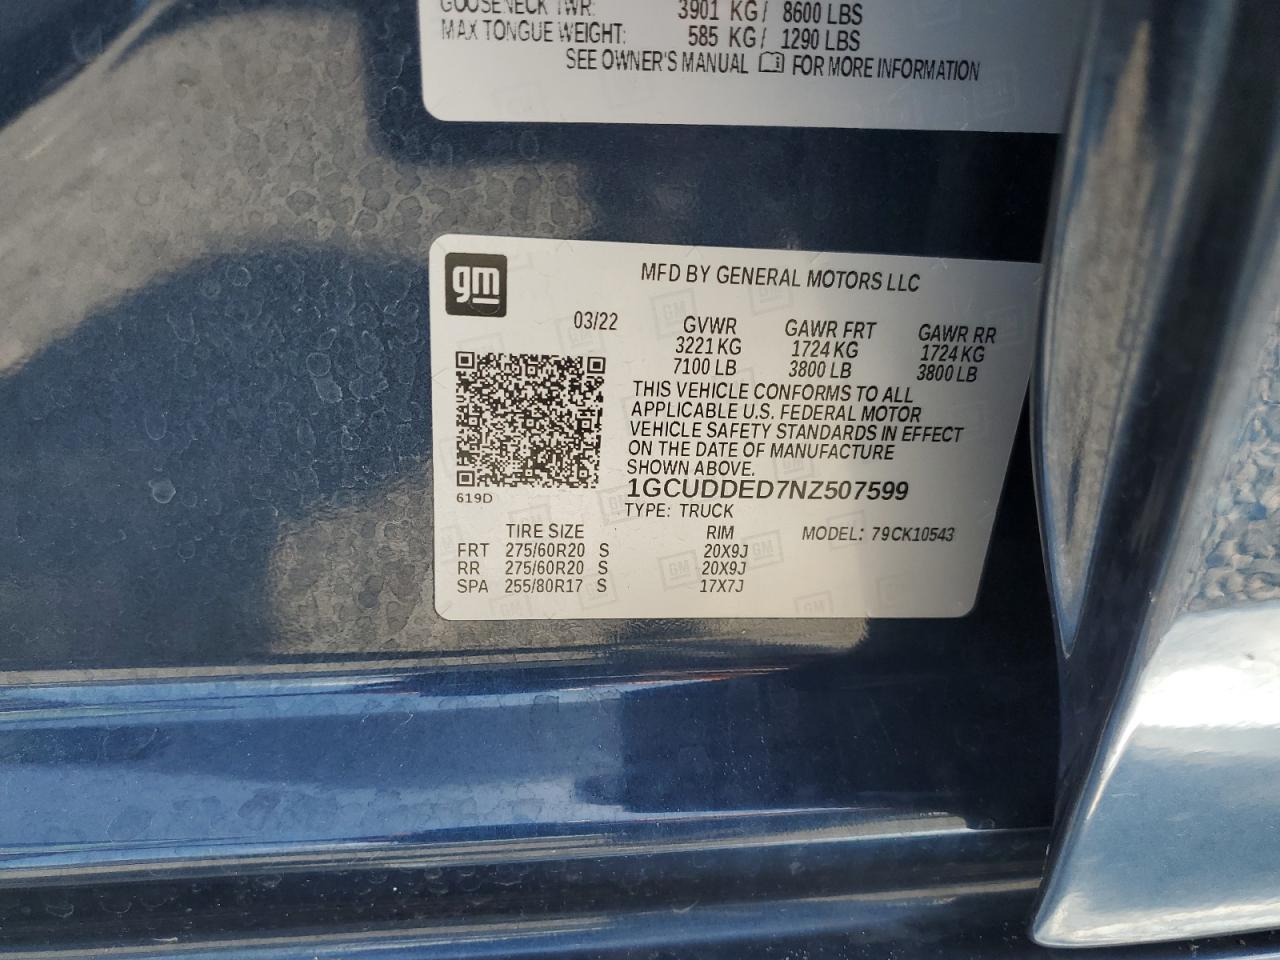 GOOSENECK TWR: 3901 KG/ 8600 LBS
MAX TONGUE WEIGHT: 585 KG/ 1290 LBS
SEE OWNER'S MANUAL FOR MORE INFORMATION
gm
MFD BY GENERAL MOTORS LLC
03/22 GVWR GAWR FRT GAWR RR
3221 KG 1724 KG 1724 KG
7100 LB 3800 LB 3800 LB
THIS VEHICLE CONFORMS TO ALL
APPLICABLE U.S. FEDERAL MOTOR
VEHICLE SAFETY STANDARDS IN EFFECT
ON THE DATE OF MANUFACTURE
SHOWN ABOVE.
619D
1GCUDDED7NZ507599
TYPE: TRUCK
TIRE SIZE RIM MODEL: 79CK10543
FRT 275/60R20 S 20X9J
RR 275/60R20 S 20X9J
SPA 255/80R17 S 17X7J